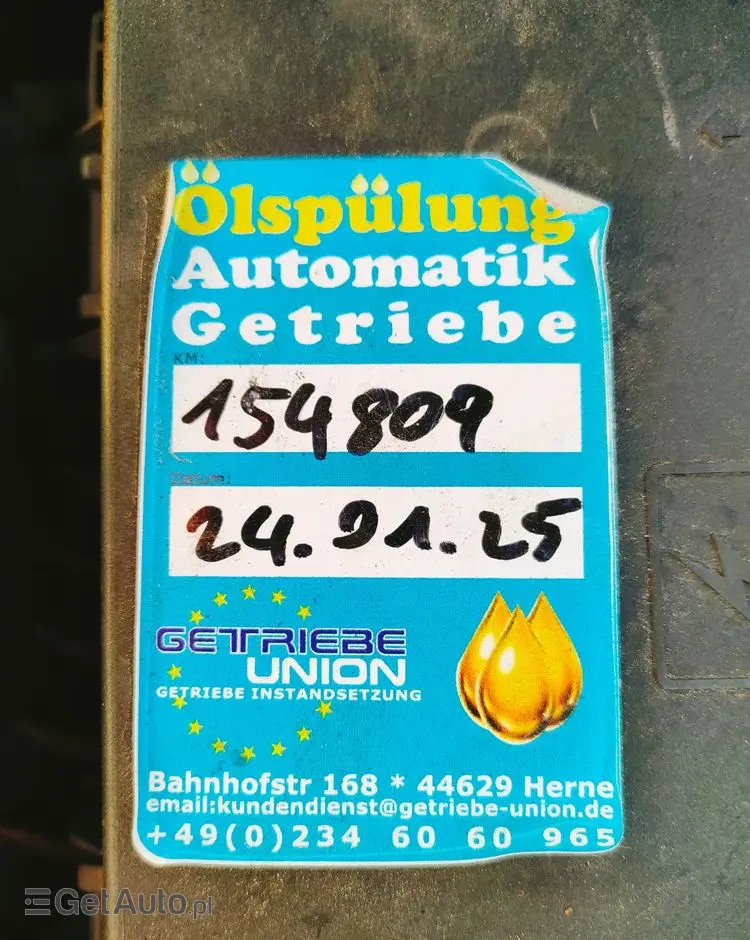 Ölspülung
Automatik
Getriebe
KM:
154809
Datum:
24.01.25
GETRIEBE
UNION
GETRIEBE INSTANDSETZUNG
Bahnhofstr 168 * 44629 Herne
email:kundendienst@getriebe-union.de
+49(0)234 60 60 965
GetAuto.pl